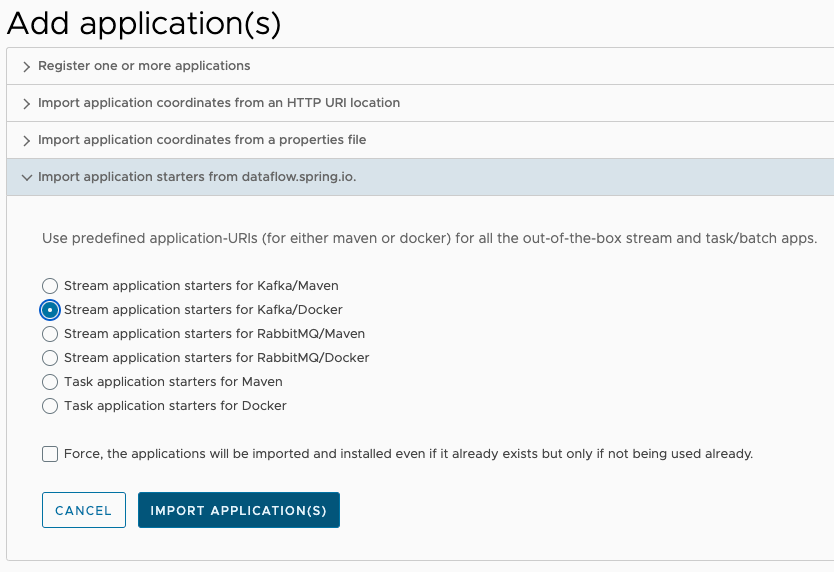 Add application(s)
Register one or more applications
Import application coordinates from an HTTP URI location
Import application coordinates from a properties file
Import application starters from dataflow.spring.io.
Use predefined application-URIs (for either maven or docker) for all the out-of-the-box stream and task/batch apps.
Stream application starters for Kafka/Maven
Stream application starters for Kafka/Docker
Stream application starters for RabbitMQ/Maven
Stream application starters for RabbitMQ/Docker
Task application starters for Maven
Task application starters for Docker
Force, the applications will be imported and installed even if it already exists but only if not being used already.
CANCEL IMPORT APPLICATION(S)